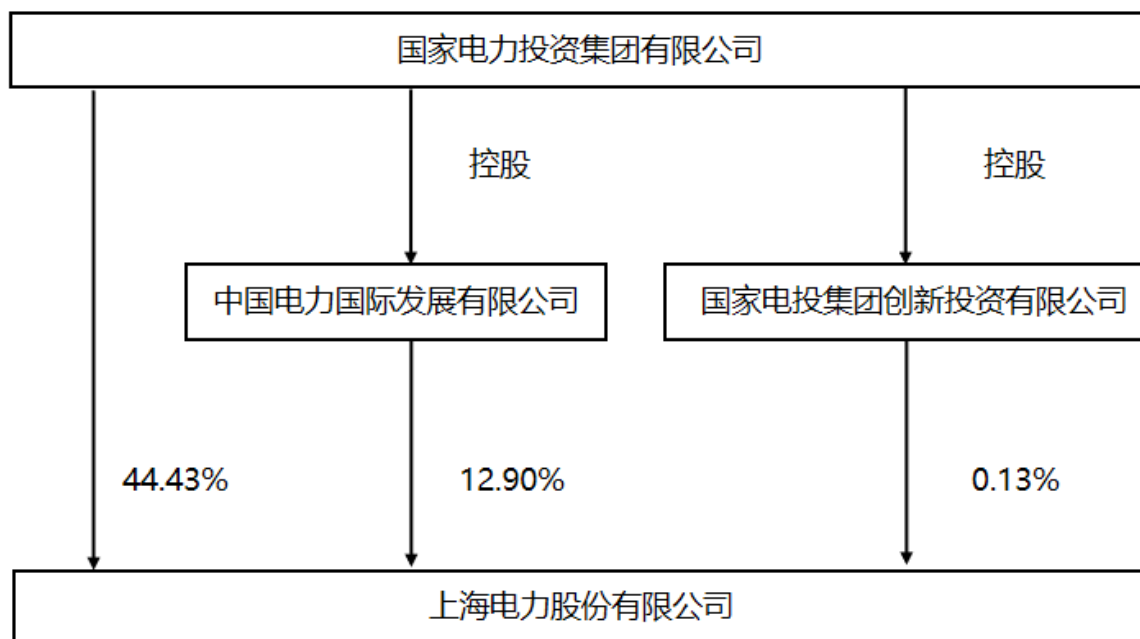 国家电力投资集团有限公司
控股
控股
中国电力国际发展有限公司
国家电投集团创新投资有限公司
44.43%
12.90%
0.13%
上海电力股份有限公司